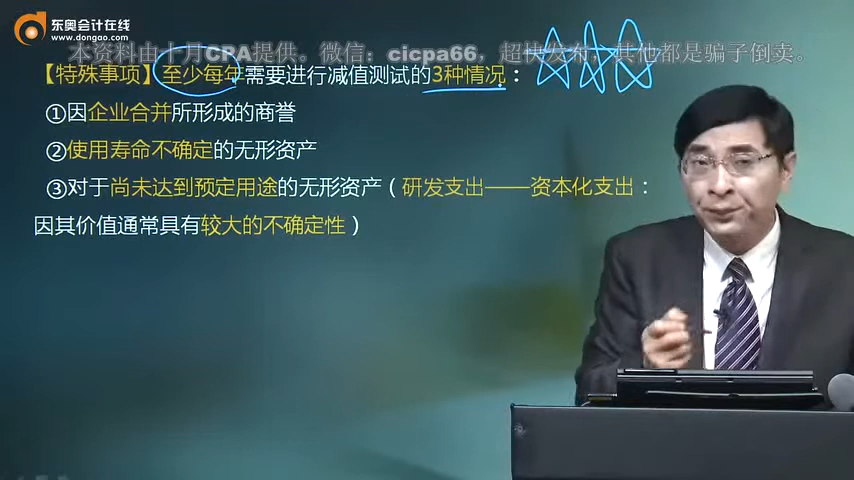 东奥会计在线
www.dongao.com
本资料由十月CPA提供。微信：cicpa66，超快发布，其他都是骗子倒卖。
【特殊事项】至少每年需要进行减值测试的3种情况：
①因企业合并所形成的商誉
②使用寿命不确定的无形资产
③对于尚未达到预定用途的无形资产（研发支出——资本化支出：
因其价值通常具有较大的不确定性）